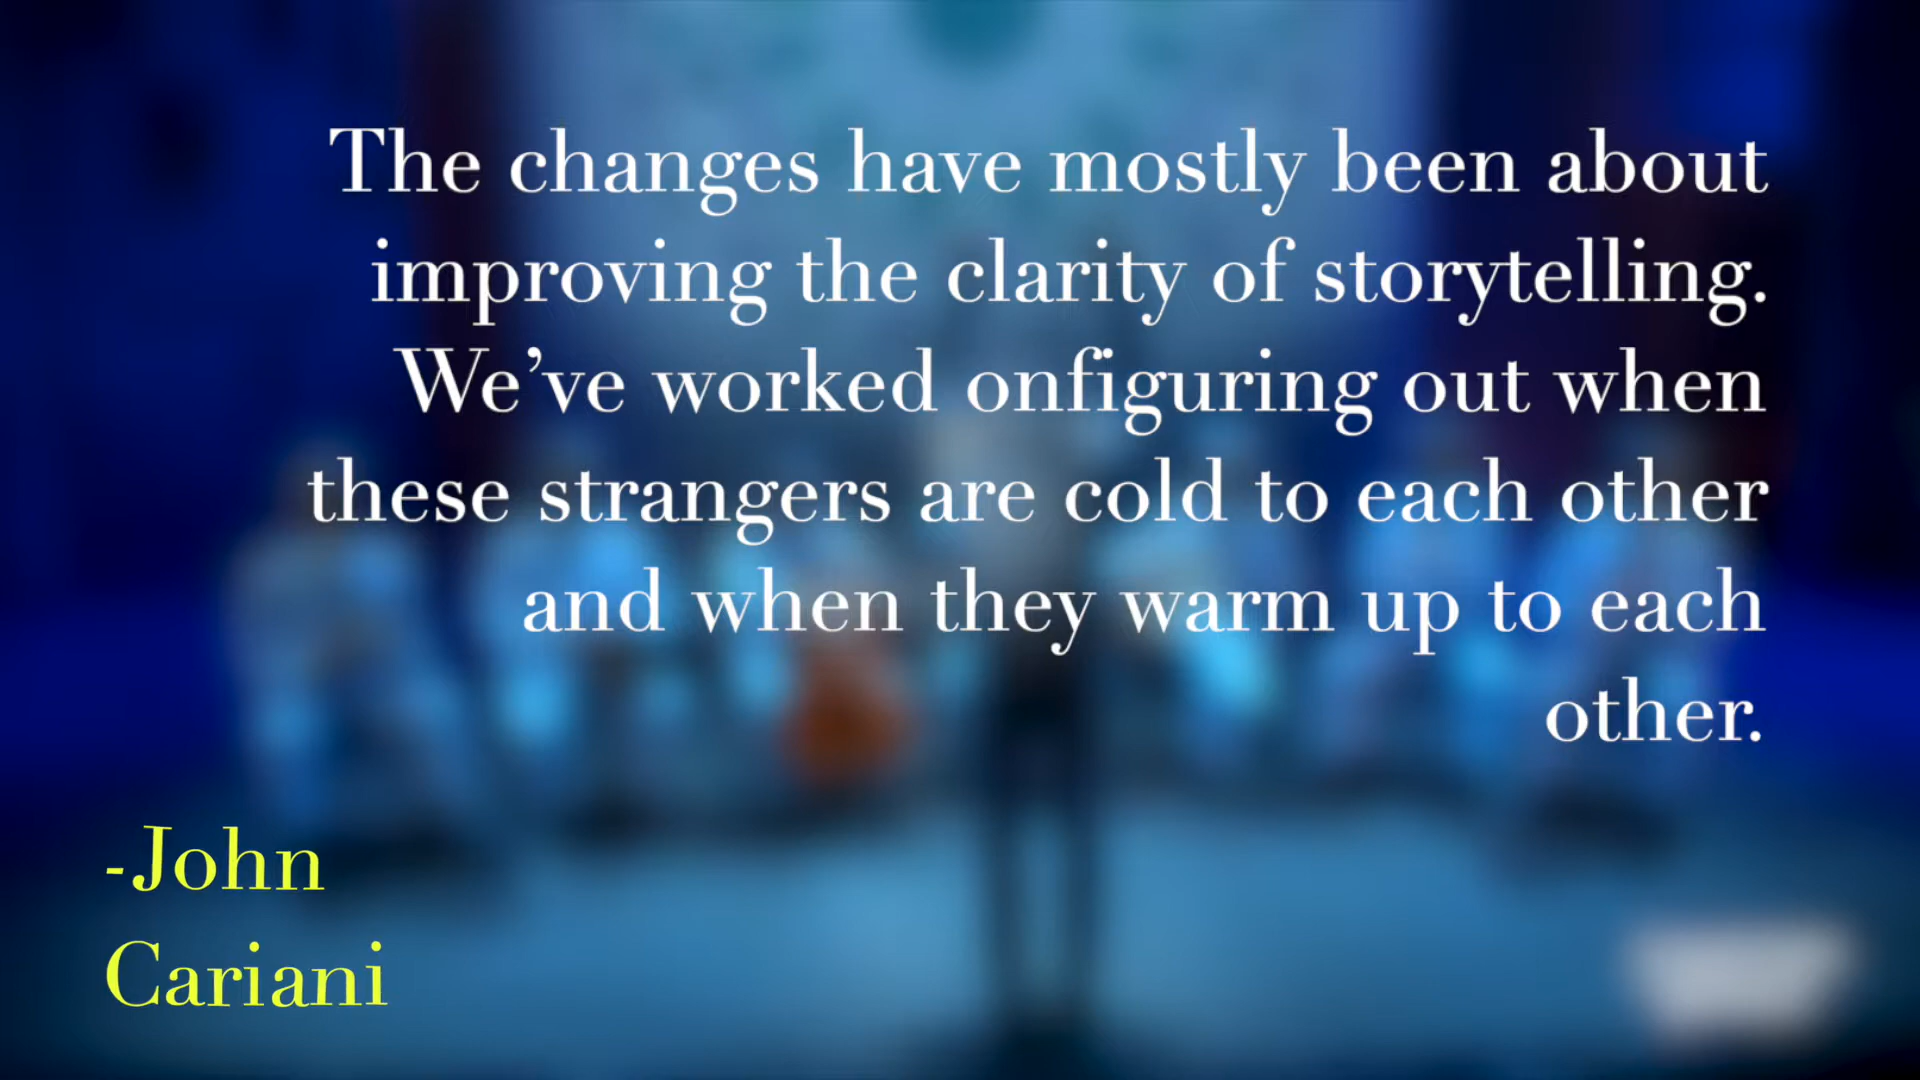 The changes have mostly been about
improving the clarity of storytelling.
We’ve worked onfiguring out when
these strangers are cold to each other
and when they warm up to each
other.
-John
Cariani